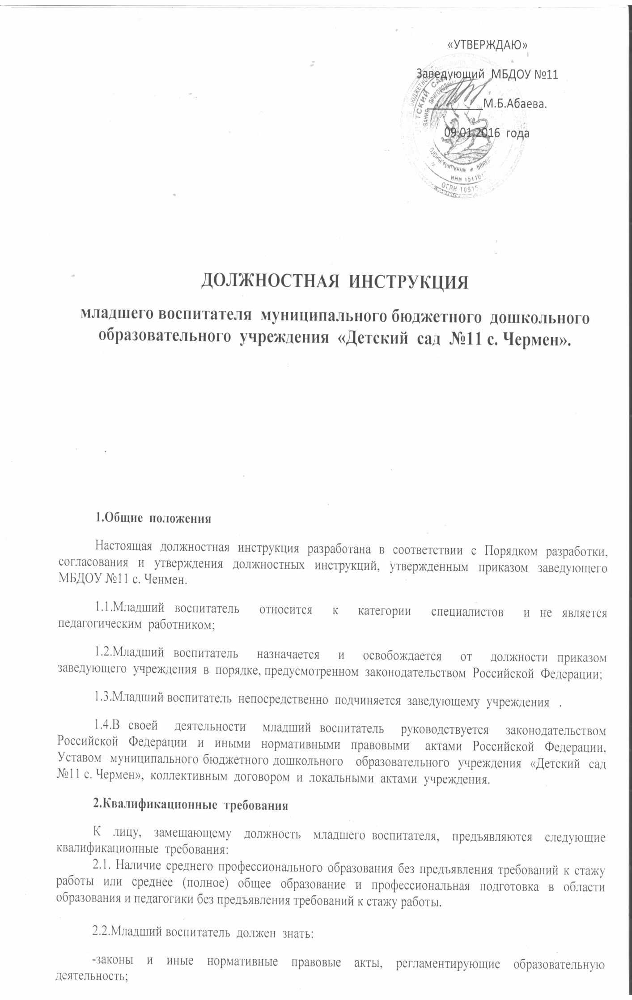 «УТВЕРЖДАЮ»
Заведующий МБДОУ №11
__________М.Б.Абаева.
09.01.2016 года
ДЕТСКИЙ САД
ПРИГОРОДНЫЙ
ИНН 15110
ОГРН 10515
ДОЛЖНОСТНАЯ ИНСТРУКЦИЯ
младшего воспитателя муниципального бюджетного дошкольного
образовательного учреждения «Детский сад №11 с. Чермен».
1.Общие положения
Настоящая должностная инструкция разработана в соответствии с Порядком разработки,
согласования и утверждения должностных инструкций, утвержденным приказом заведующего
МБДОУ №11 с. Ченмен.
1.1.Младший воспитатель относится к категории специалистов и не является
педагогическим работником;
1.2.Младший воспитатель назначается и освобождается от должности приказом
заведующего учреждения в порядке, предусмотренном законодательством Российской Федерации;
1.3.Младший воспитатель непосредственно подчиняется заведующему учреждения .
1.4.В своей деятельности младший воспитатель руководствуется законодательством
Российской Федерации и иными нормативными правовыми актами Российской Федерации,
Уставом муниципального бюджетного дошкольного образовательного учреждения «Детский сад
№11 с. Чермен», коллективным договором и локальными актами учреждения.
2.Квалификационные требования
К лицу, замещающему должность младшего воспитателя, предъявляются следующие
квалификационные требования:
2.1. Наличие среднего профессионального образования без предъявления требований к стажу
работы или среднее (полное) общее образование и профессиональная подготовка в области
образования и педагогики без предъявления требований к стажу работы.
2.2.Младший воспитатель должен знать:
-законы и иные нормативные правовые акты, регламентирующие образовательную
деятельность;